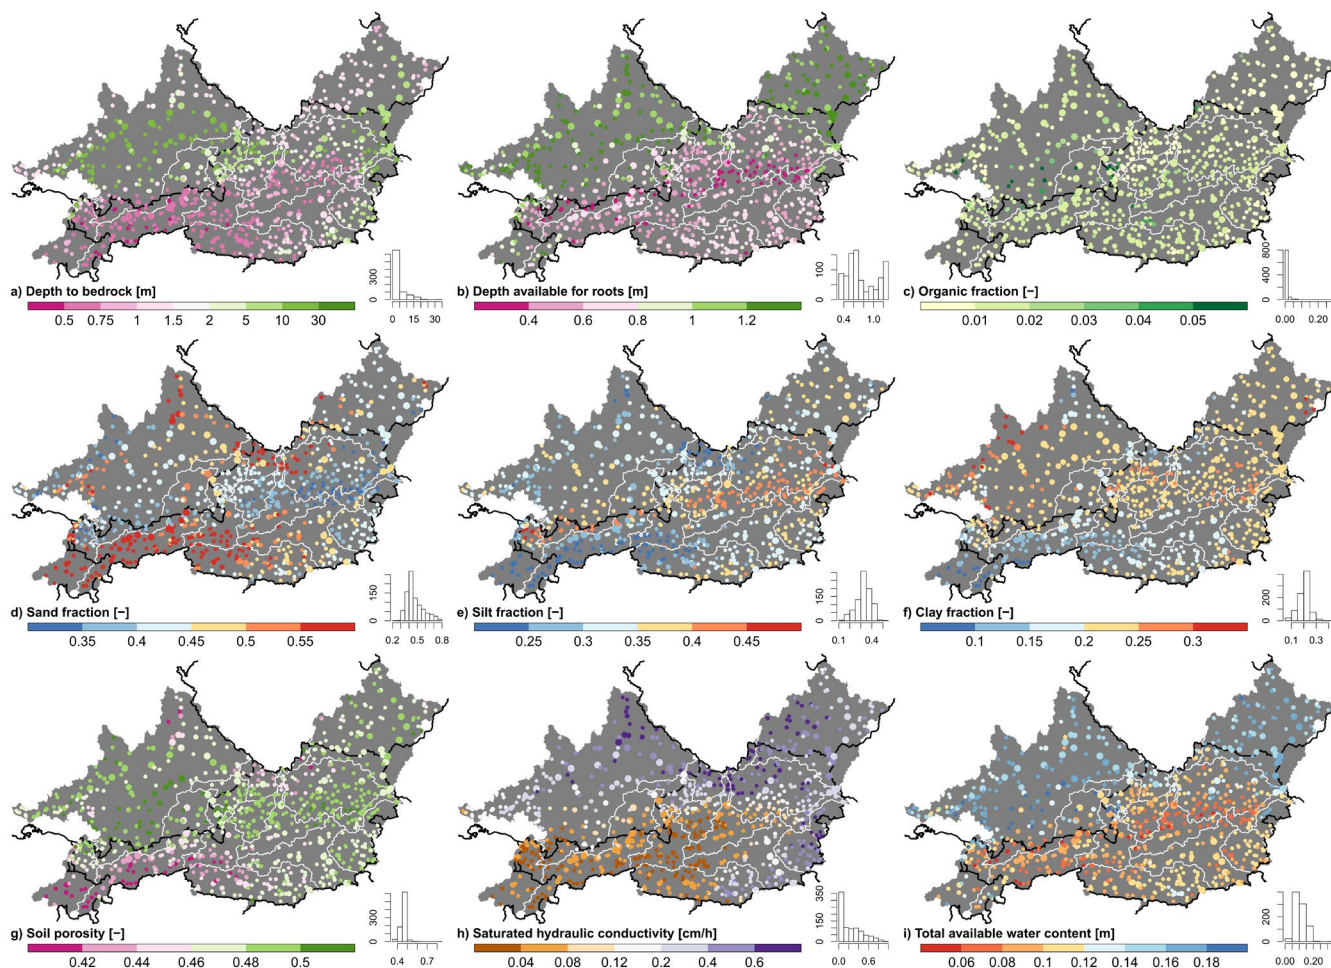 300
0
0 15 30
a) Depth to bedrock [m]
0.5 0.75 1 1.5 2 5 10 30
100
0
0.4 1.0
b) Depth available for roots [m]
0.4 0.6 0.8 1 1.2
800
400
0
0.00 0.20
c) Organic fraction [−]
0.01 0.02 0.03 0.04 0.05
150
0
0.2 0.5 0.8
d) Sand fraction [−]
0.35 0.4 0.45 0.5 0.55
150
0
0.1 0.4
e) Silt fraction [−]
0.25 0.3 0.35 0.4 0.45
200
0
0.1 0.3
f) Clay fraction [−]
0.1 0.15 0.2 0.25 0.3
300
0
0.4 0.7
g) Soil porosity [−]
0.42 0.44 0.46 0.48 0.5
350
150
0
0.0 0.6
h) Saturated hydraulic conductivity [cm/h]
0.04 0.08 0.12 0.2 0.4 0.6
200
0
0.00 0.20
i) Total available water content [m]
0.06 0.08 0.1 0.12 0.14 0.16 0.18